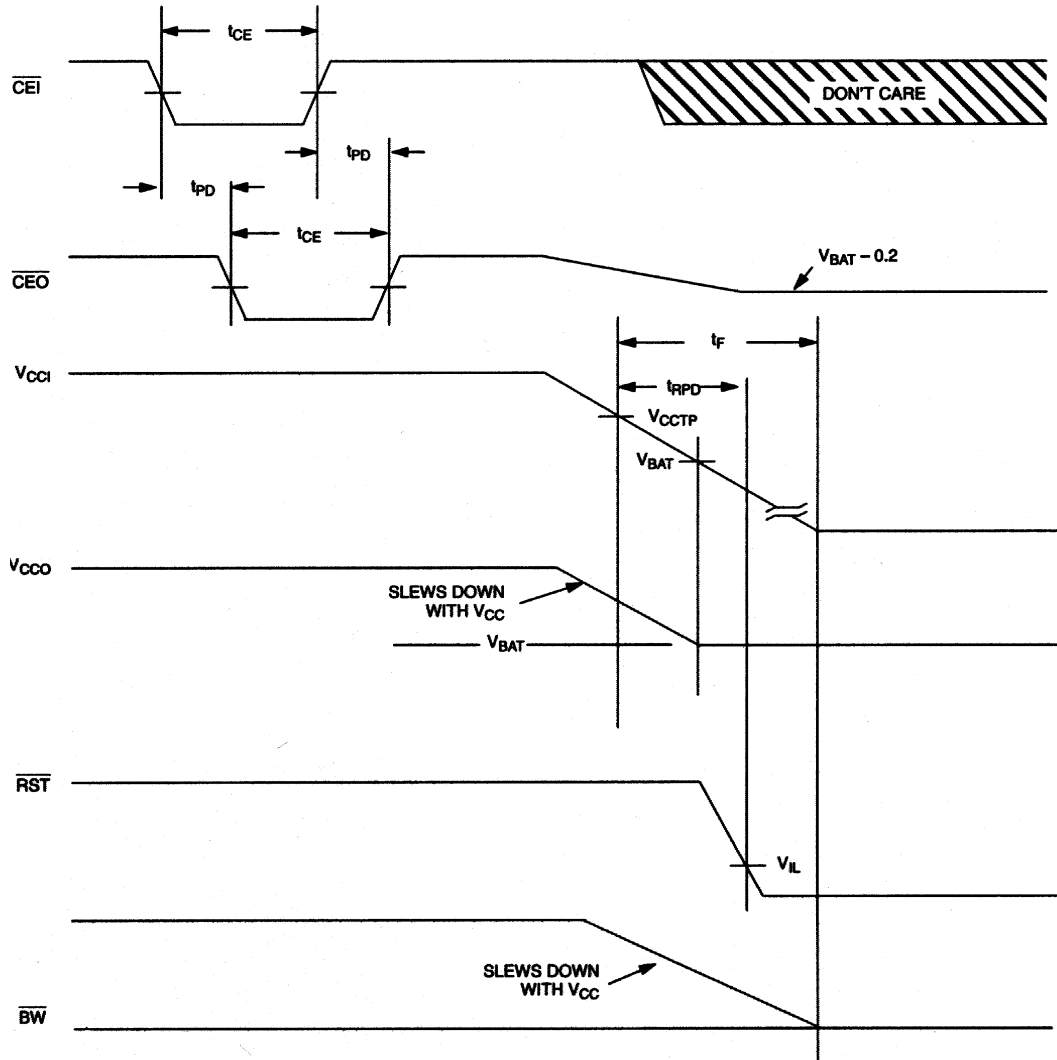 tCE
CEI
DON'T CARE
tPD
tPD
tCE
CEO
VBAT – 0.2
tF
VCCI
tRPD
VCCTP
VBAT
VCCO
SLEWS DOWN
WITH VCC
VBAT
RST
VIL
SLEWS DOWN
WITH VCC
BW